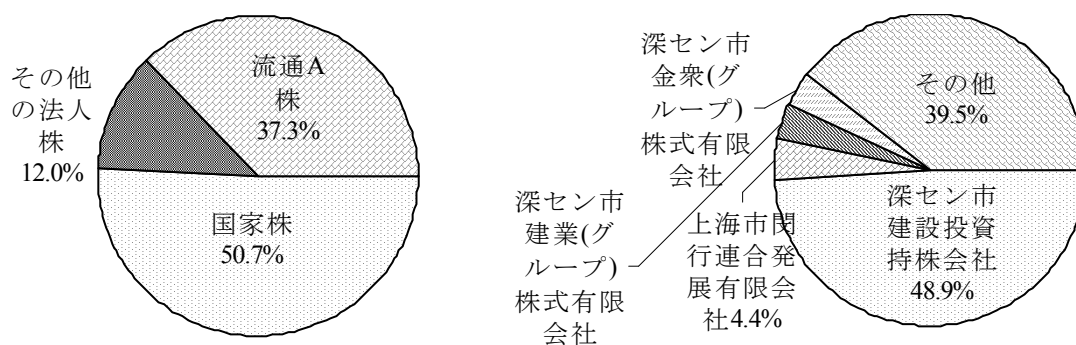 その他
の法人
株
12.0%
流通A
株
37.3%
国家株
50.7%
深セン市
金衆(グ
ループ)
株式有限
会社
その他
39.5%
深セン市
建業(グ
ループ)
株式有限
会社
上海市閔
行連合発
展有限会
社4.4%
深セン市
建設投資
持株会社
48.9%